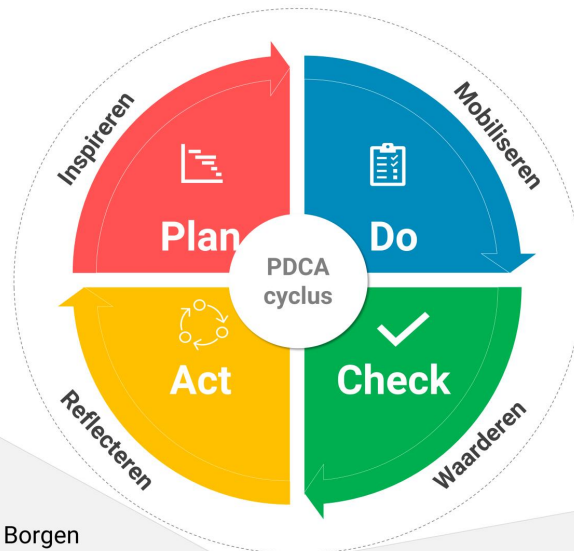 Inspireren
Mobiliseren
Plan
Do
PDCA
cyclus
Act
Check
Reflecteren
Waarderen
Borgen